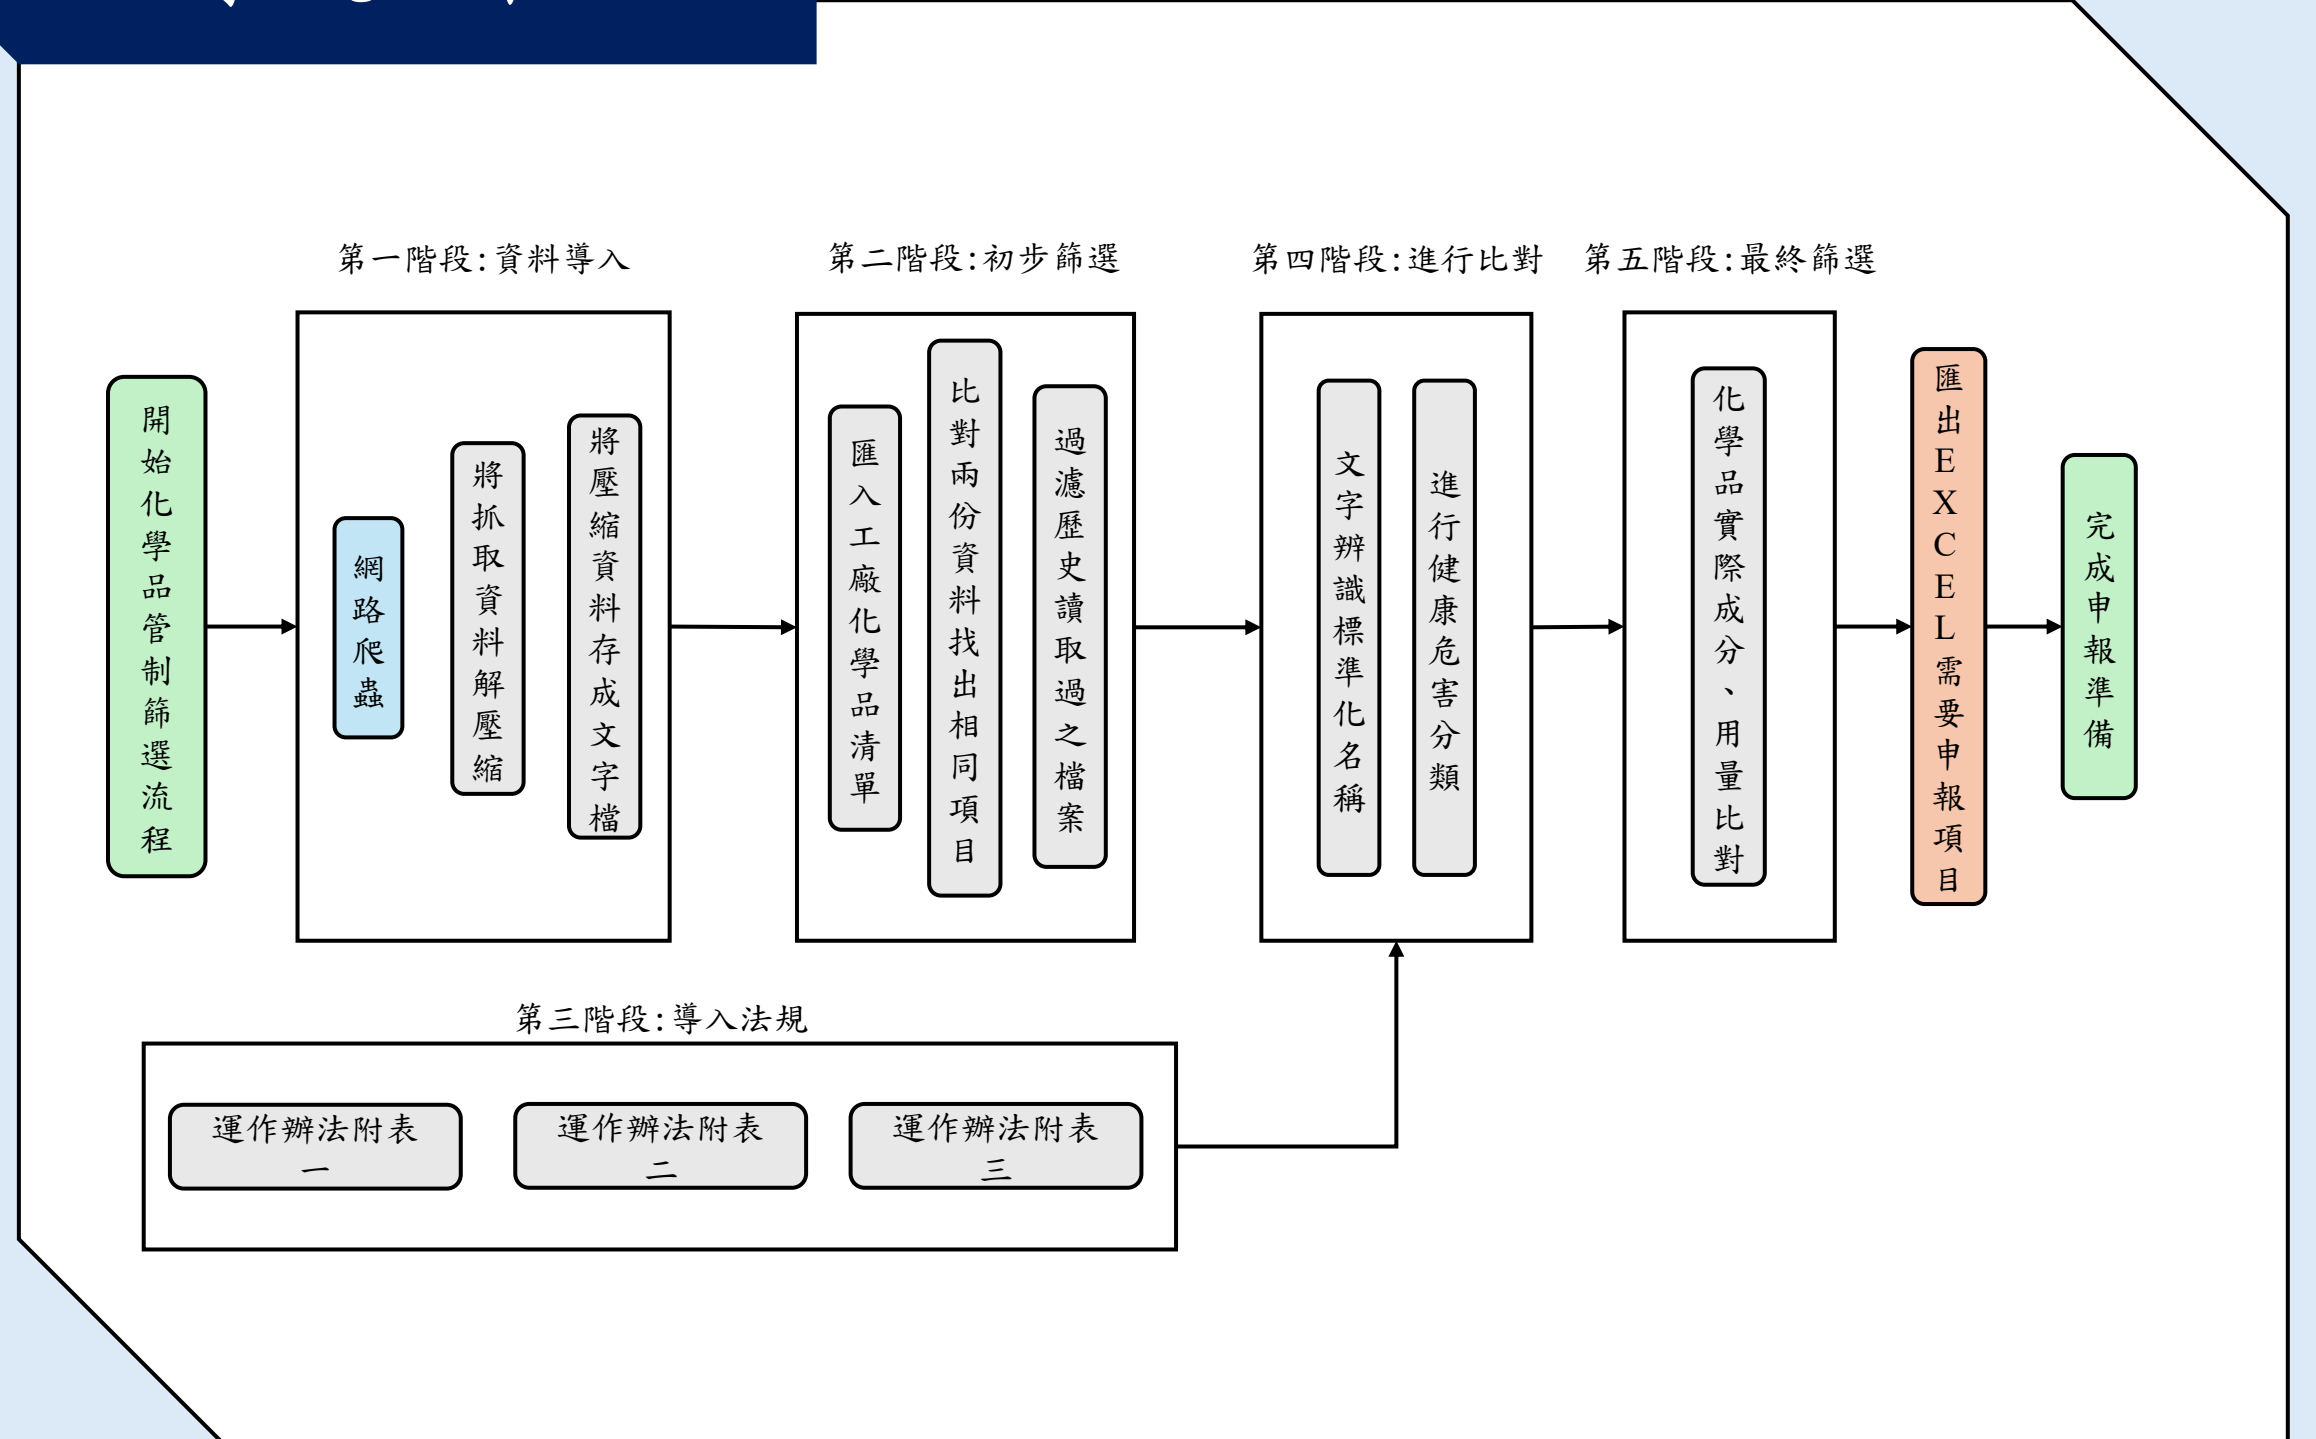 第一階段:資料導入
第二階段:初步篩選
第四階段:進行比對
第五階段:最終篩選
開始化學品管制篩選流程
網路爬蟲
將抓取資料解壓縮
將壓縮資料存成文字檔
匯入工廠化學品清單
比對兩份資料找出相同項目
過濾歷史讀取過之檔案
文字辨識標準化名稱
進行健康危害分類
化學品實際成分、用量比對
匯出EXCEL需要申報項目
完成申報準備
第三階段:導入法規
運作辦法附表
一
運作辦法附表
二
運作辦法附表
三